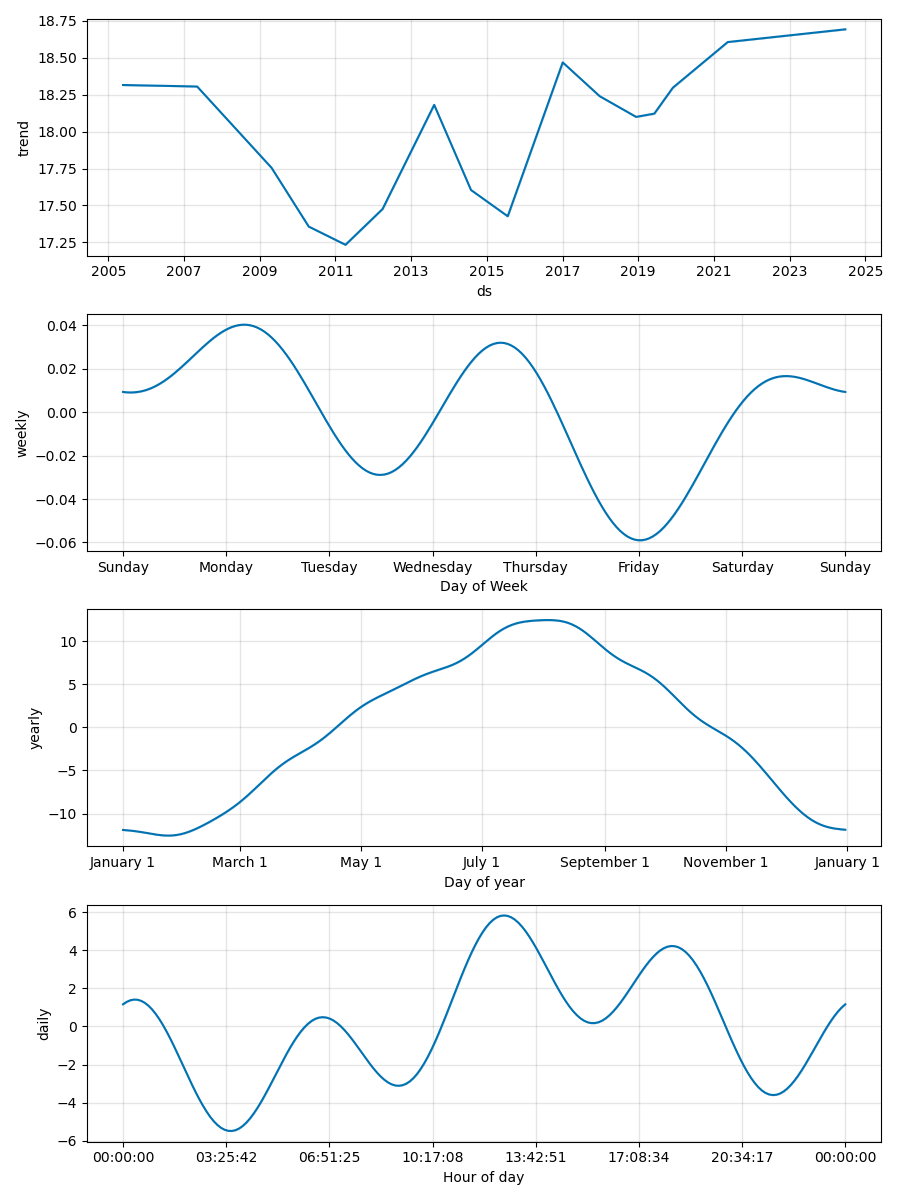 18.75
18.50
18.25
18.00
17.75
17.50
17.25
trend
2005 2007 2009 2011 2013 2015 2017 2019 2021 2023 2025
ds
0.04
0.02
0.00
−0.02
−0.04
−0.06
weekly
Sunday Monday Tuesday Wednesday Thursday Friday Saturday Sunday
Day of Week
10
5
0
−5
−10
yearly
January 1 March 1 May 1 July 1 September 1 November 1 January 1
Day of year
6
4
2
0
−2
−4
−6
daily
00:00:00 03:25:42 06:51:25 10:17:08 13:42:51 17:08:34 20:34:17 00:00:00
Hour of day